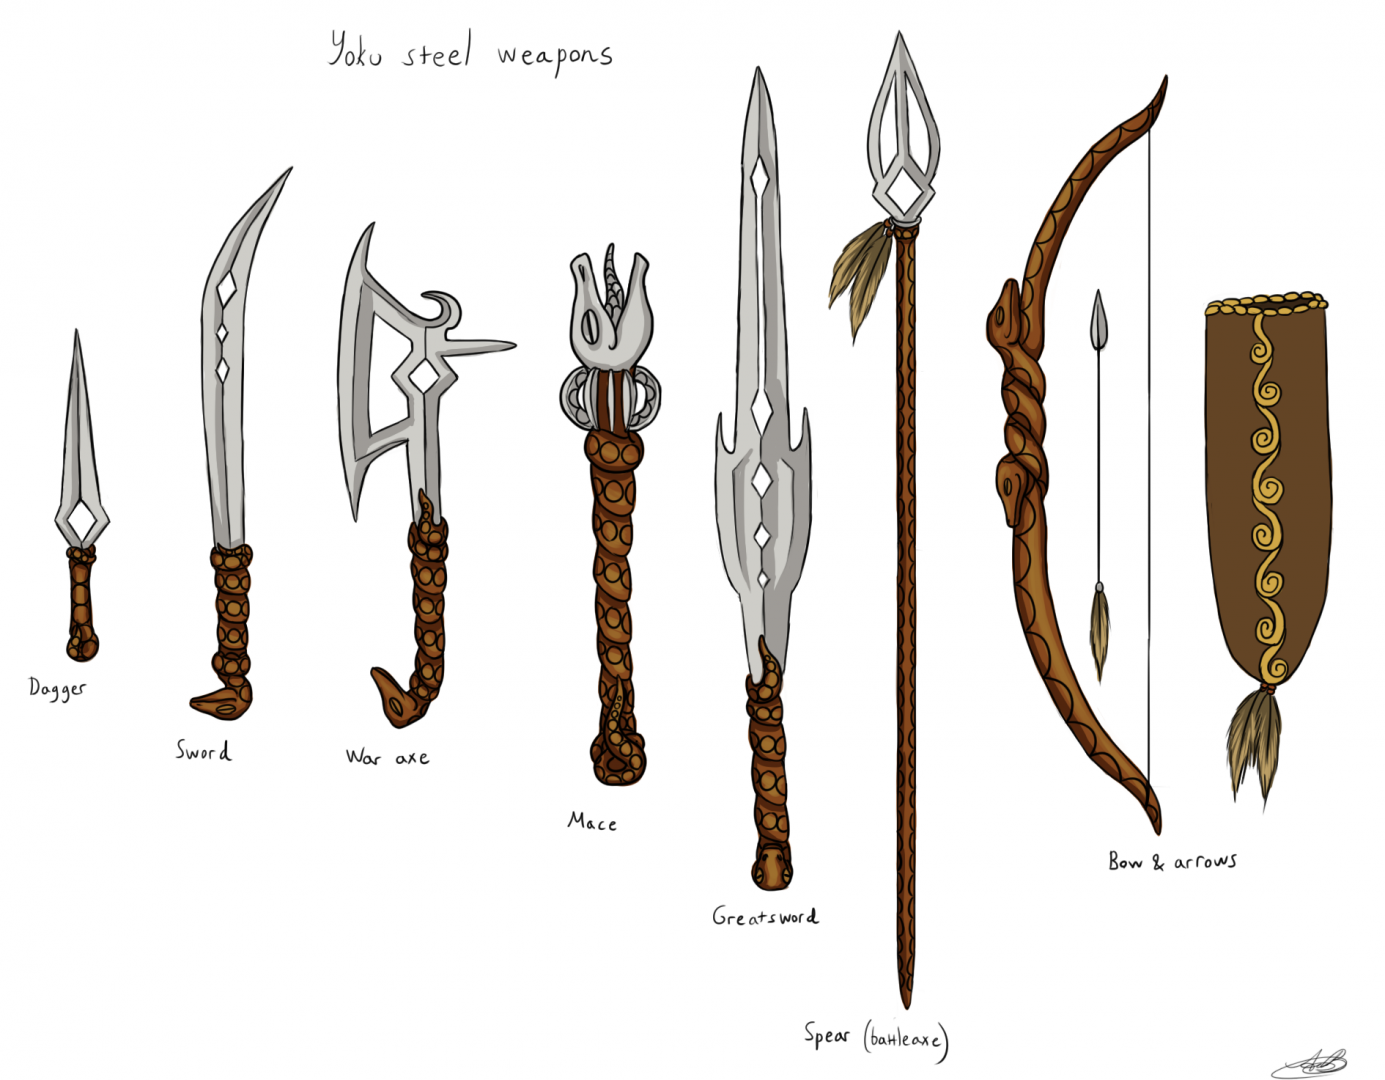 Yoku steel weapons
Dagger
Sword
War axe
Mace
Greatsword
Spear (battleaxe)
Bow & arrows